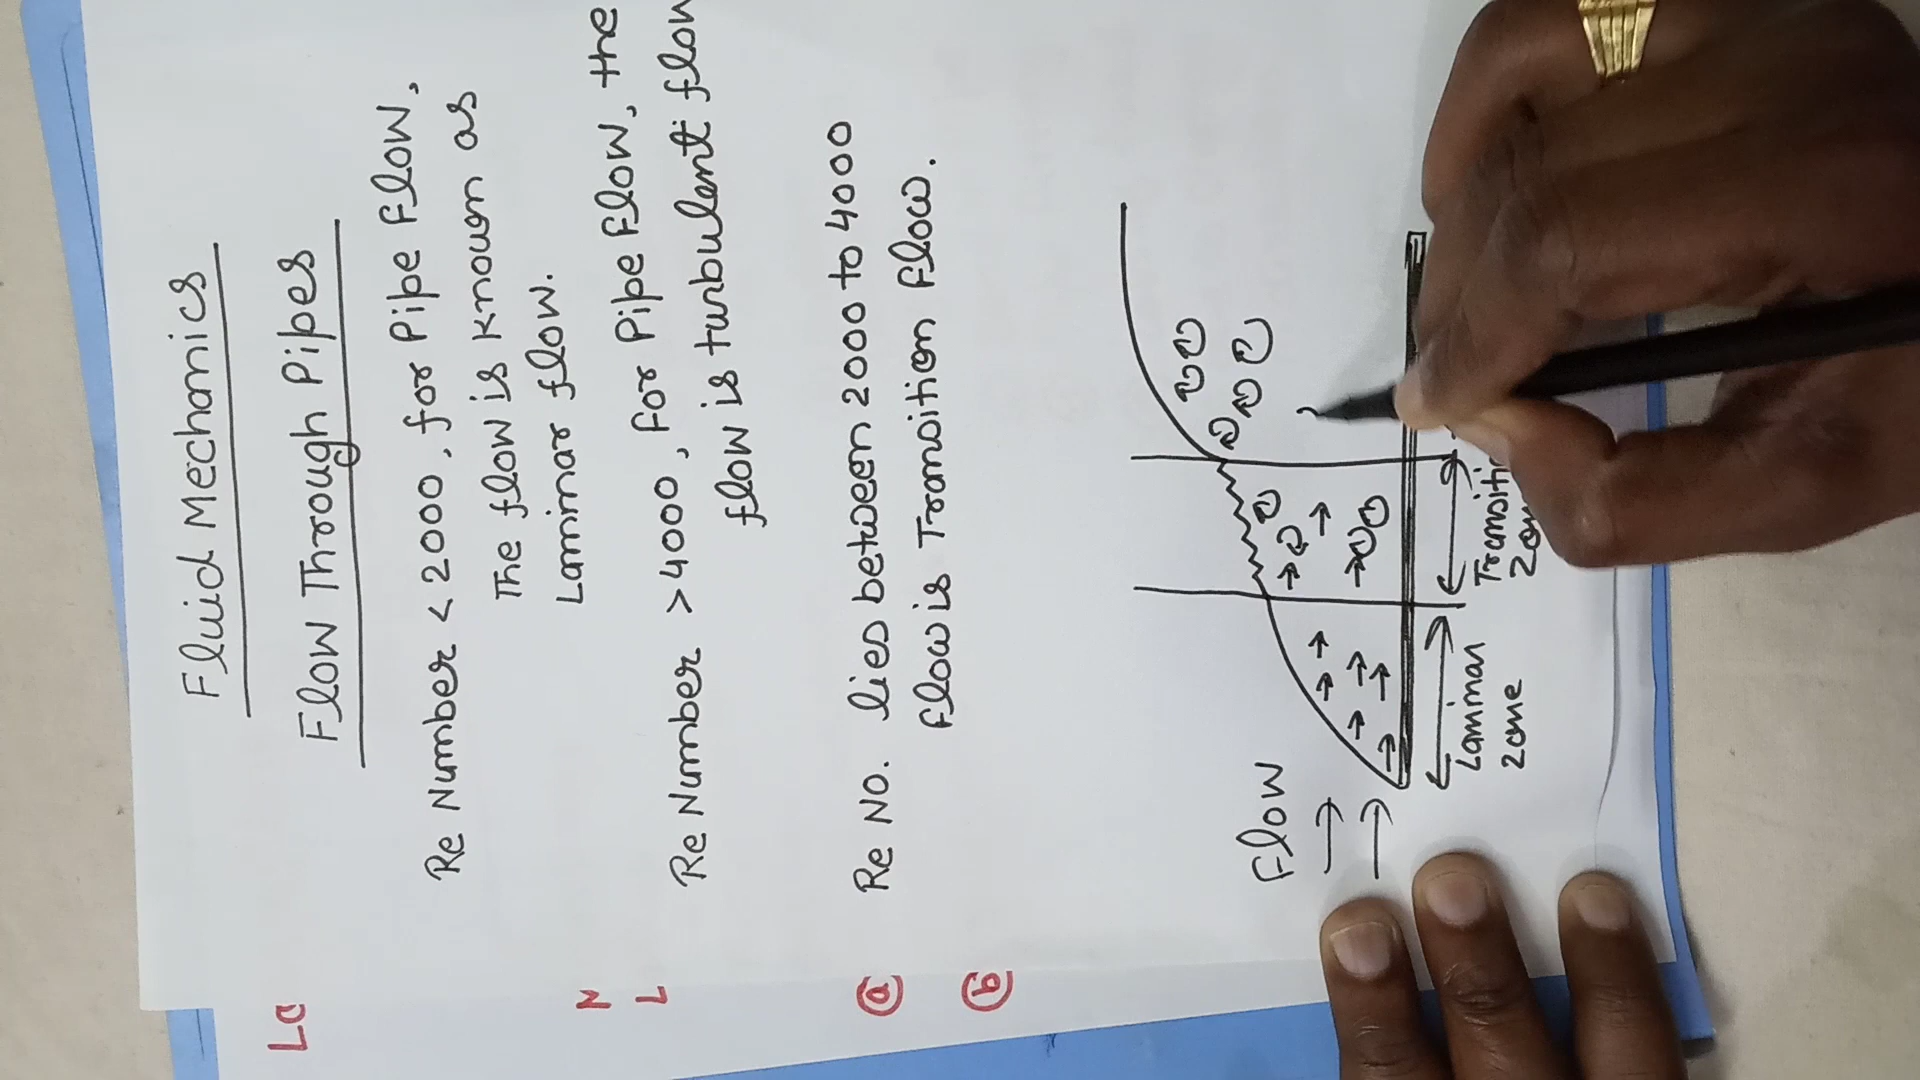 Fluid Mechanics
Flow Through Pipes
Re Number < 2000, for Pipe Flow,
The flow is known as
Laminar flow.
Re Number > 4000, for Pipe Flow, the
flow is turbulent flow
Re No. lies between 2000 to 4000
flow is Transition flow.
Flow
Laminar
zone
L
a
b